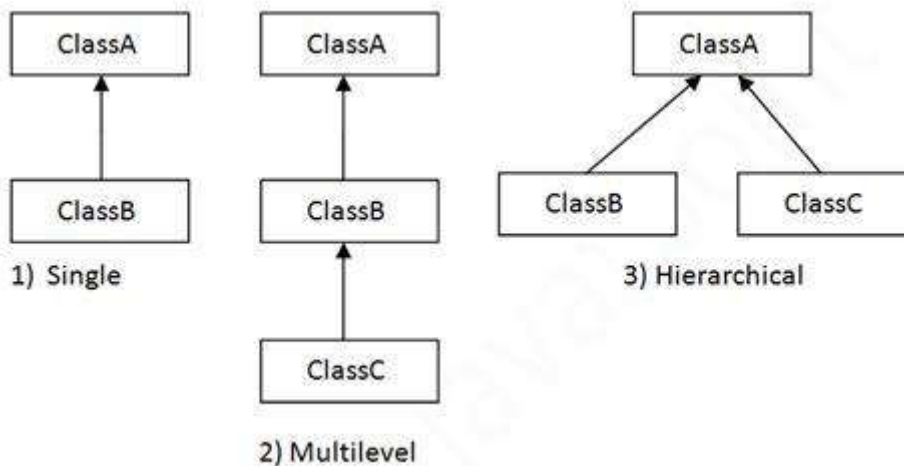 ClassA
ClassB
1) Single
ClassA
ClassB
ClassC
2) Multilevel
ClassA
ClassB
ClassC
3) Hierarchical